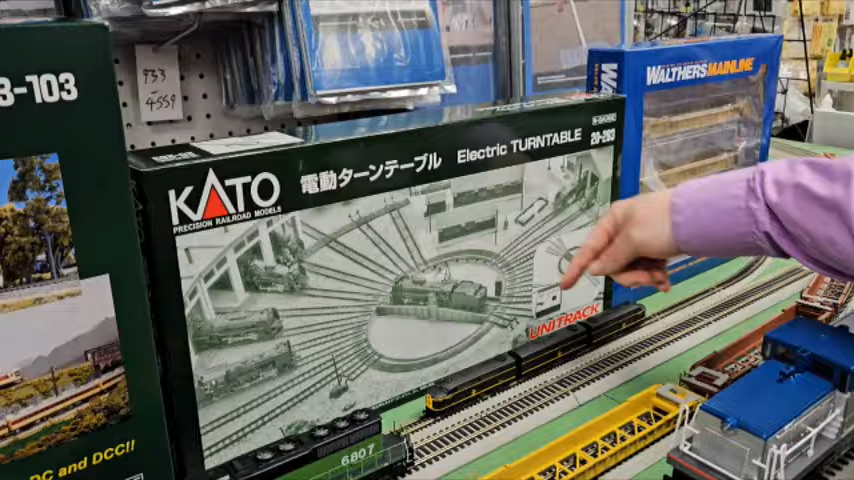 3-103
933
-4559
KATO
PRECISION RAILROAD MODELS
電動ターンテーブル
Electric TURNTABLE
20-283
WALTHERS MAINLINE
UNITRACK
6807
DC and DCC!!